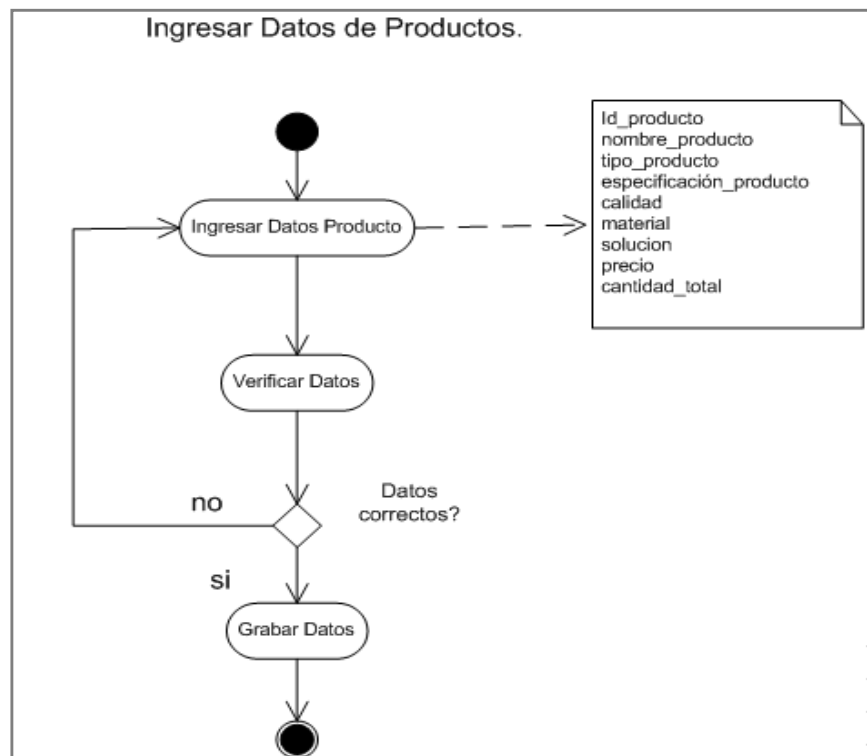 Ingresar Datos de Productos.
Id_producto
nombre_producto
tipo_producto
especificación_producto
calidad
material
solucion
precio
cantidad_total
Ingresar Datos Producto
Verificar Datos
Datos
correctos?
no
si
Grabar Datos